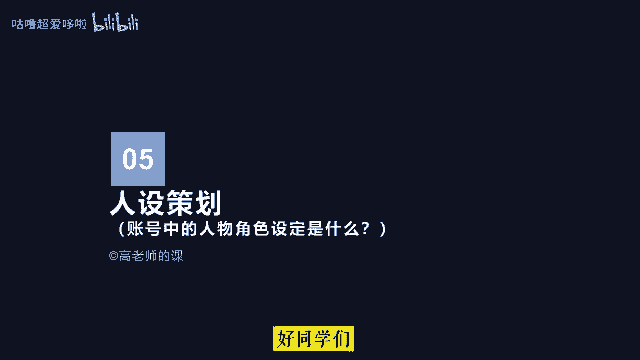 咕噜超爱哆啦 bilibili
05
人设策划
（账号中的人物角色设定是什么？）
©高老师的课
好同学们